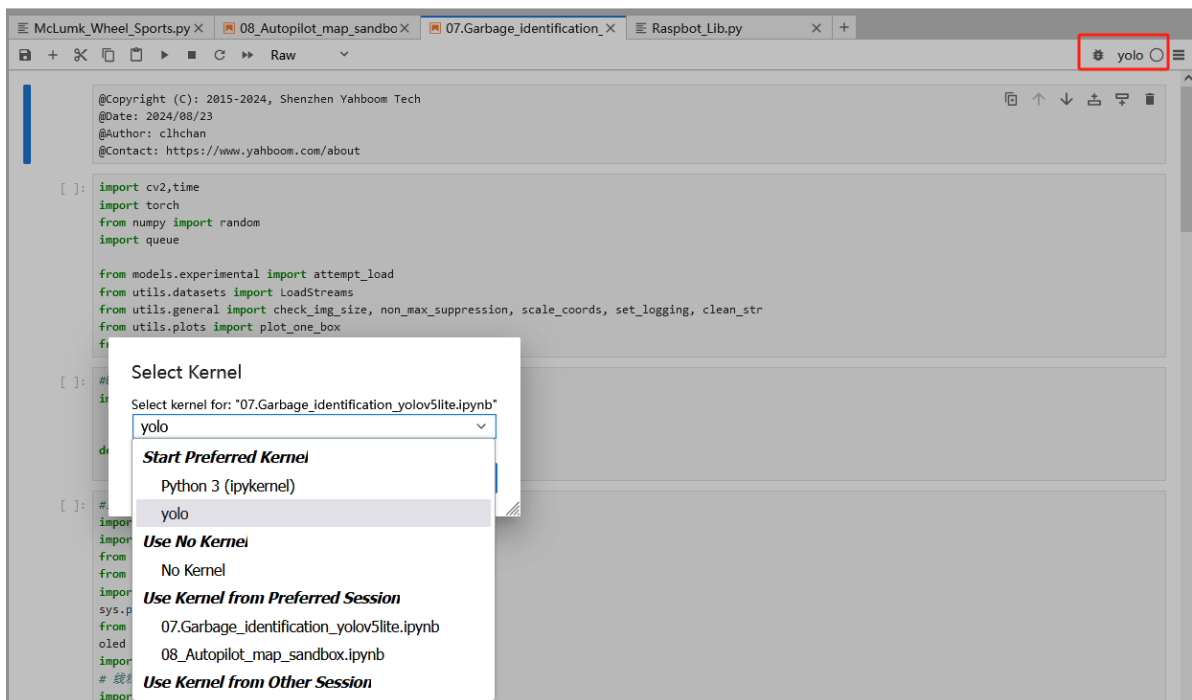 McLumk_Wheel_Sports.py
08_Autopilot_map_sandbo
07.Garbage_identification_
Raspbot_Lib.py
Raw
yolo
@Copyright (C): 2015-2024, Shenzhen Yahboom Tech
@Date: 2024/08/23
@Author: clhchan
@Contact: https://www.yahboom.com/about
[ ]:
import cv2,time
import torch
from numpy import random
import queue
from models.experimental import attempt_load
from utils.datasets import LoadStreams
from utils.general import check_img_size, non_max_suppression, scale_coords, set_logging, clean_str
from utils.plots import plot_one_box
Select Kernel
[ ]:
Select kernel for: "07.Garbage_identification_yolov5lite.ipynb"
yolo
Start Preferred Kernel
Python 3 (ipykernel)
[ ]:
yolo
Use No Kernel
from
No Kernel
from
Use Kernel from Preferred Session
sys.p
from
07.Garbage_identification_yolov5lite.ipynb
oled
08_Autopilot_map_sandbox.ipynb
Use Kernel from Other Session